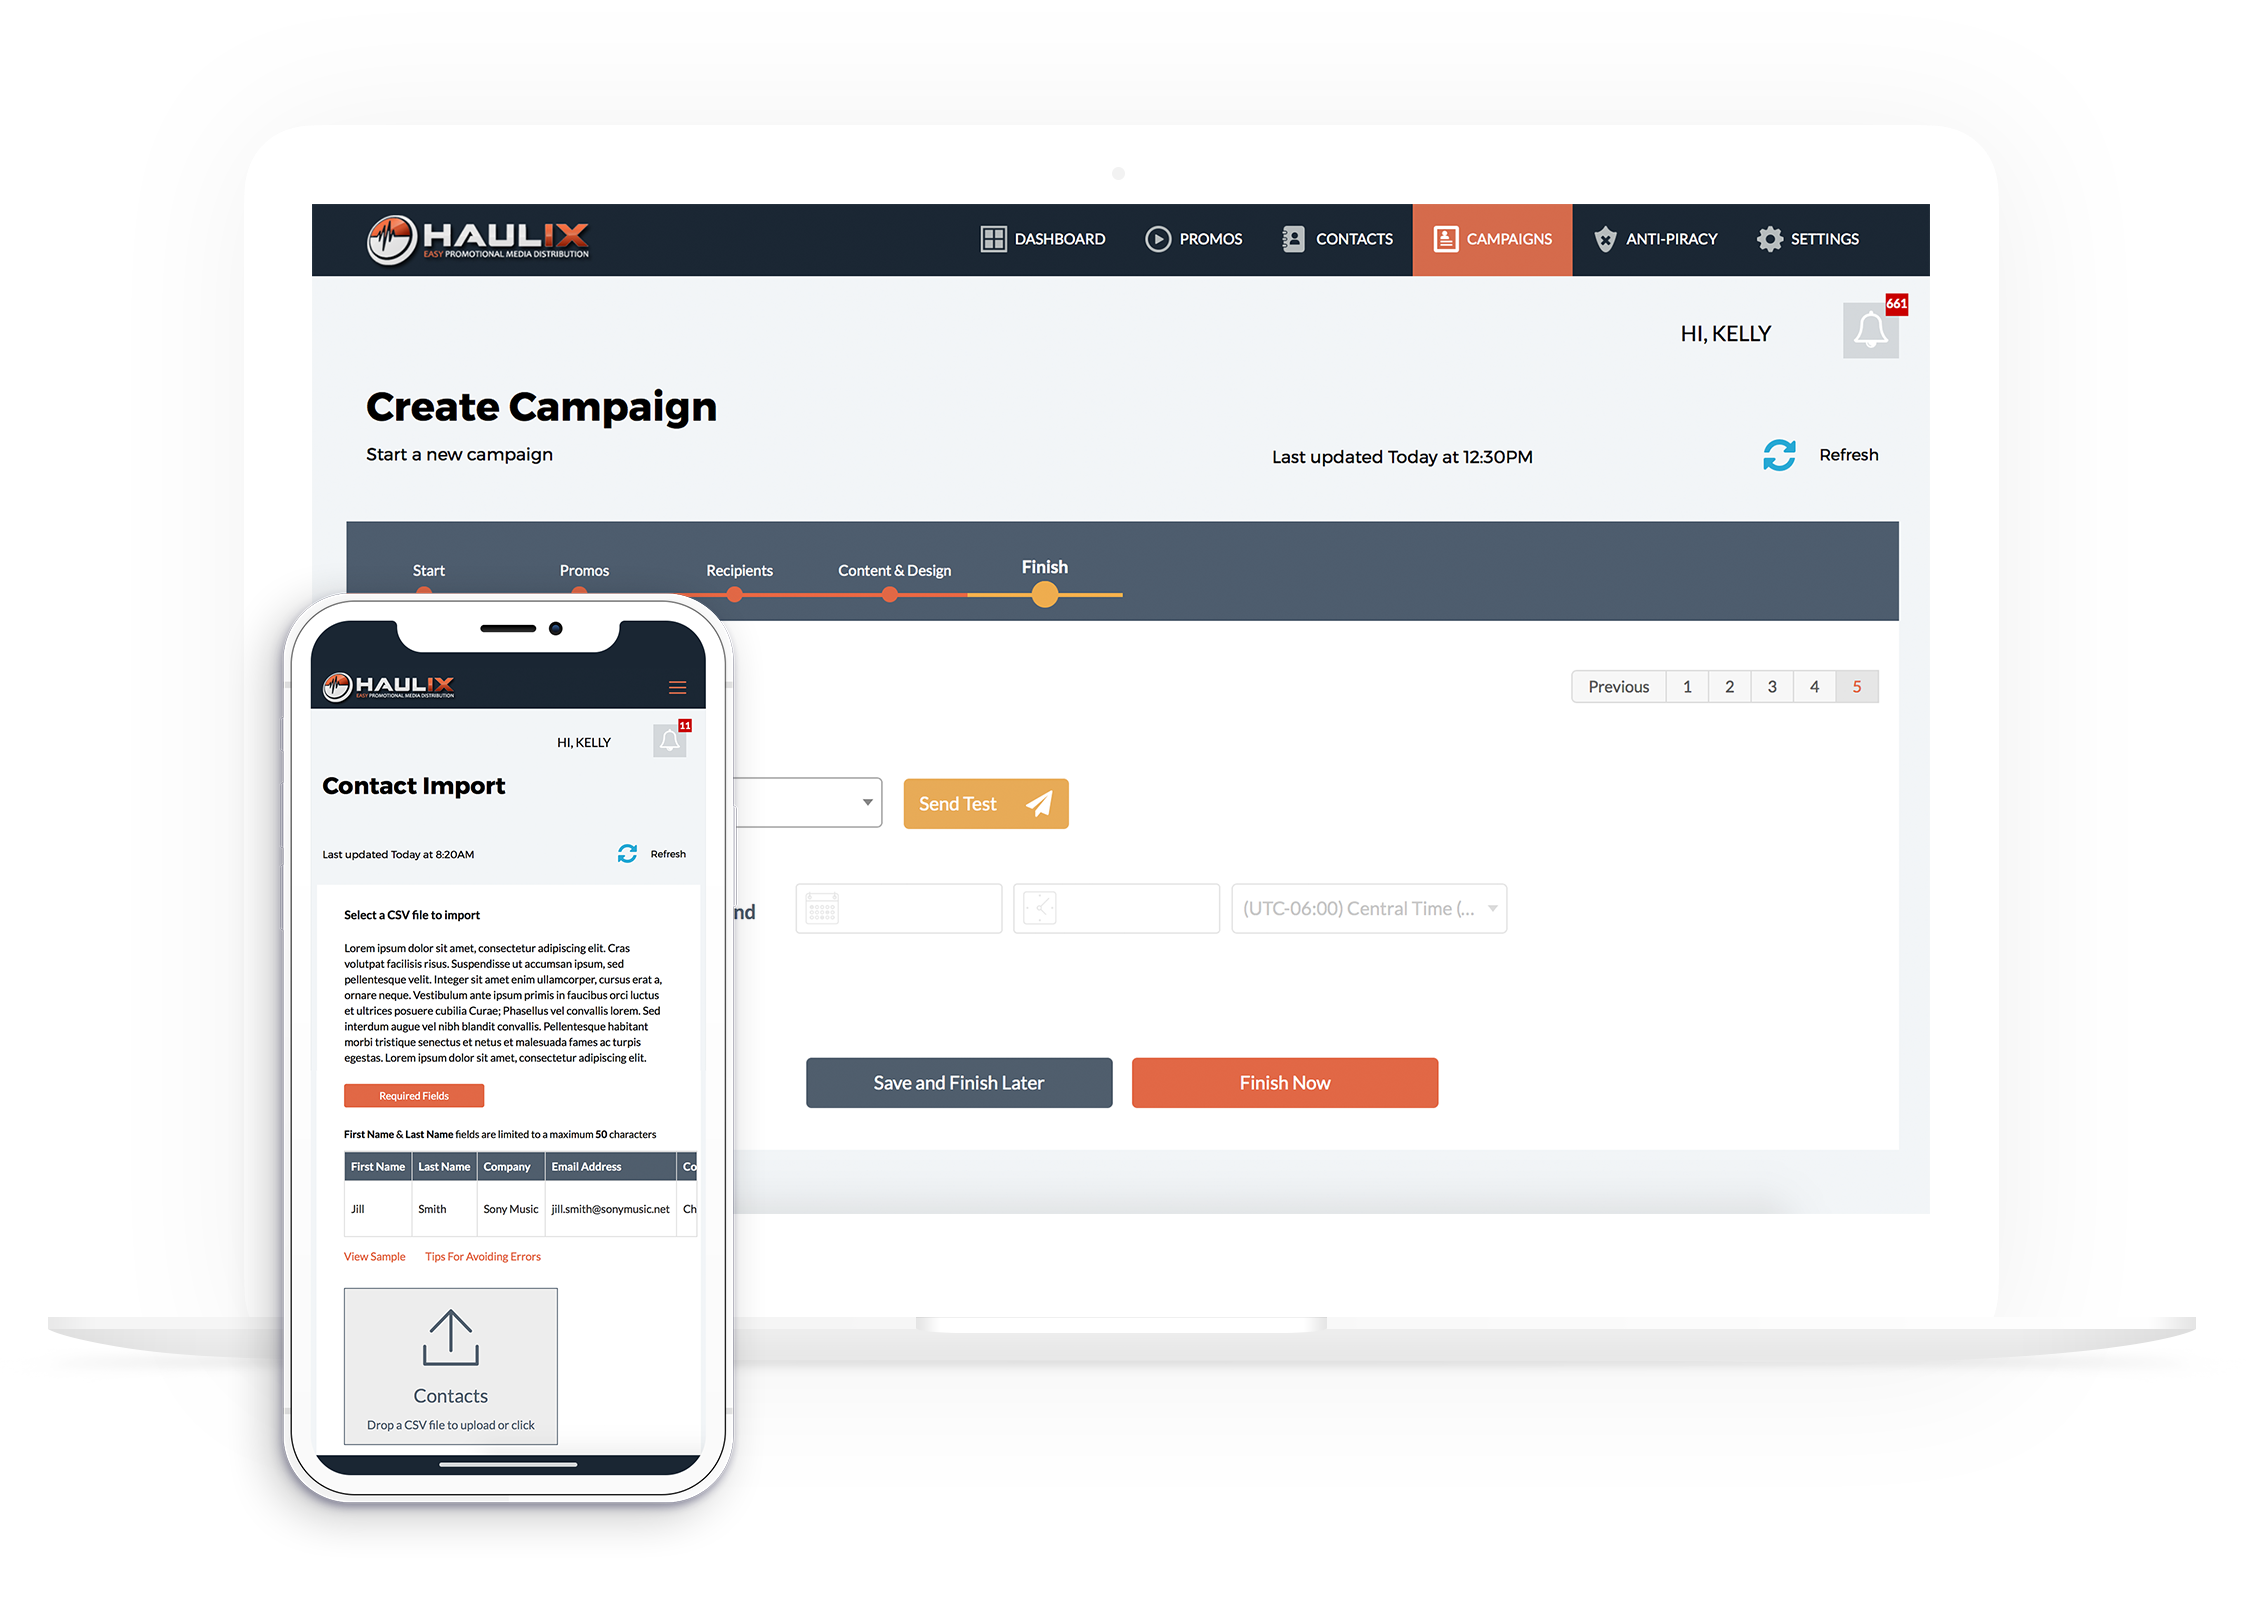 HAULIX
EASY PROMOTIONAL MEDIA DISTRIBUTION
DASHBOARD
PROMOS
CONTACTS
CAMPAIGNS
ANTI-PIRACY
SETTINGS
HI, KELLY
661
Create Campaign
Start a new campaign
Last updated Today at 12:30PM
Refresh
Start
Promos
Recipients
Content & Design
Finish
Previous 1 2 3 4 5
Send Test
nd
(UTC-06:00) Central Time (...
Save and Finish Later
Finish Now
HAULIX
EASY PROMOTIONAL MEDIA DISTRIBUTION
HI, KELLY
11
Contact Import
Last updated Today at 8:20AM
Refresh
Select a CSV file to import
Lorem ipsum dolor sit amet, consectetur adipiscing elit. Cras
volutpat facilisis risus. Suspendisse ut accumsan ipsum, sed
pellentesque velit. Integer sit amet enim ullamcorper, cursus erat a,
ornare neque. Vestibulum ante ipsum primis in faucibus orci luctus
et ultrices posuere cubilia Curae; Phasellus vel convallis lorem. Sed
interdum augue vel nibh blandit convallis. Pellentesque habitant
morbi tristique senectus et netus et malesuada fames ac turpis
egestas. Lorem ipsum dolor sit amet, consectetur adipiscing elit.
Required Fields
First Name & Last Name fields are limited to a maximum 50 characters
First Name Last Name Company Email Address Co
Jill Smith Sony Music jill.smith@sonymusic.net Ch
View Sample Tips For Avoiding Errors
Contacts
Drop a CSV file to upload or click